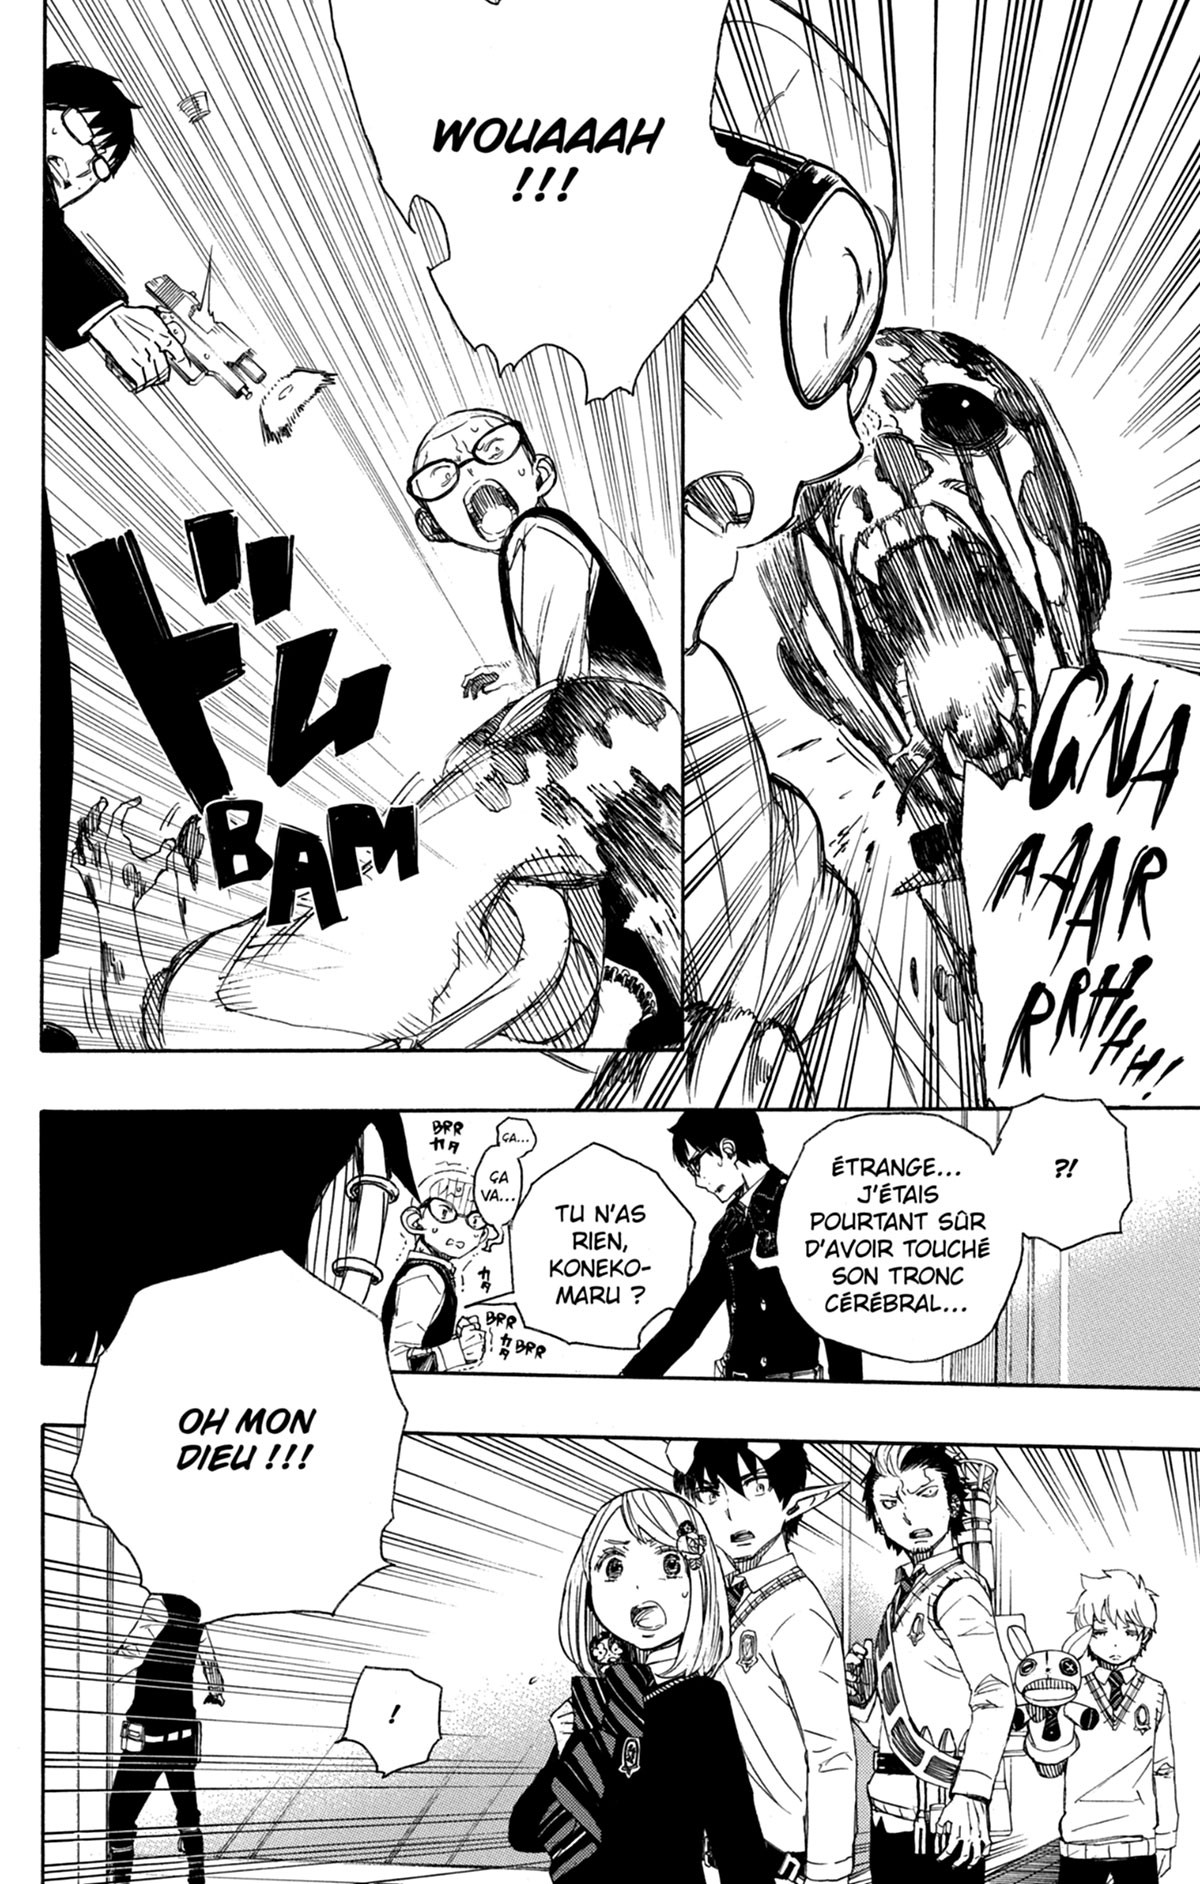 GNA
AAAR
RRHHHH!
WOUAAAH
!!!
ドム
BAM
?!
ÉTRANGE...
J'ÉTAIS
POURTANT SÛR
D'AVOIR TOUCHÉ
SON TRONC
CÉRÉBRAL...
TU N'AS
RIEN,
KONEKO-
MARU ?
ÇA...
ÇA
VA...
BRR
カタ
カタ
BRR
カタ
BRR
OH MON
DIEU !!!
!